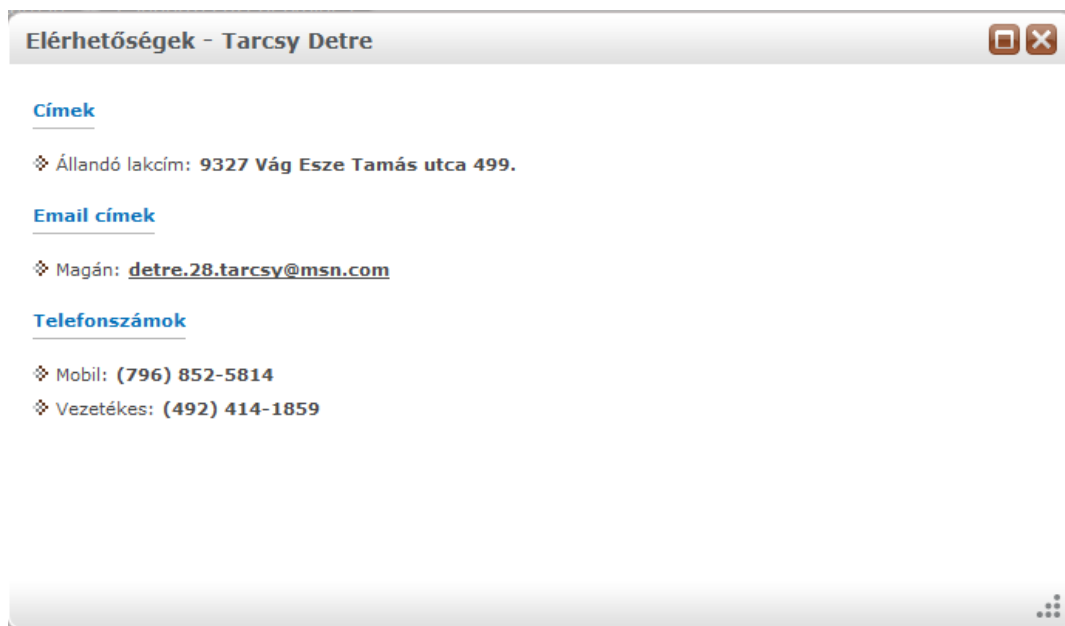 Elérhetőségek - Tarcsy Detre
Címek
Állandó lakcím: 9327 Vág Esze Tamás utca 499.
Email címek
Magán: detre.28.tarcsy@msn.com
Telefonszámok
Mobil: (796) 852-5814
Vezetékes: (492) 414-1859